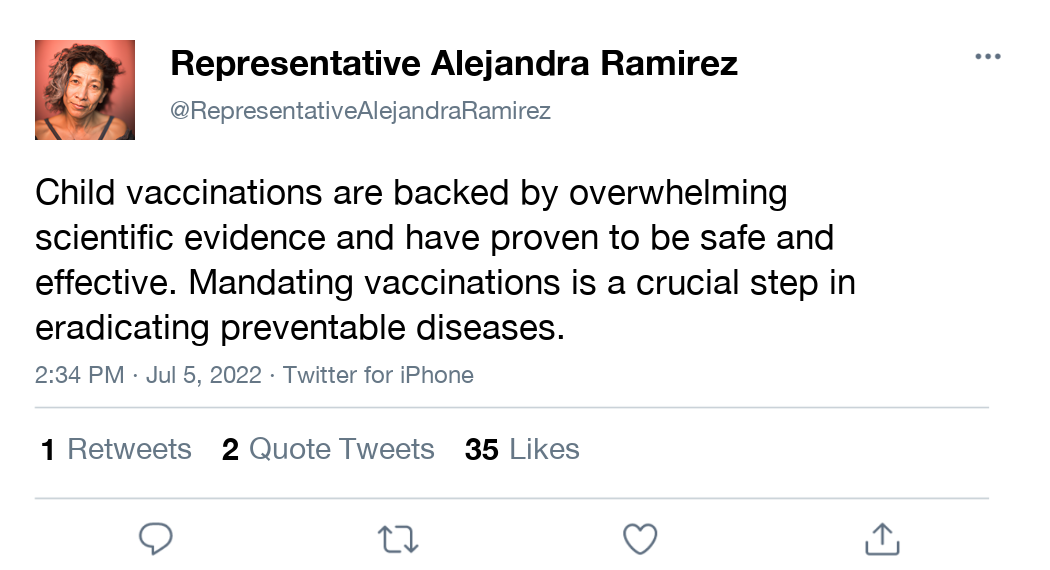 Representative Alejandra Ramirez
@RepresentativeAlejandraRamirez
Child vaccinations are backed by overwhelming
scientific evidence and have proven to be safe and
effective. Mandating vaccinations is a crucial step in
eradicating preventable diseases.
2:34 PM · Jul 5, 2022 · Twitter for iPhone
1 Retweets 2 Quote Tweets 35 Likes